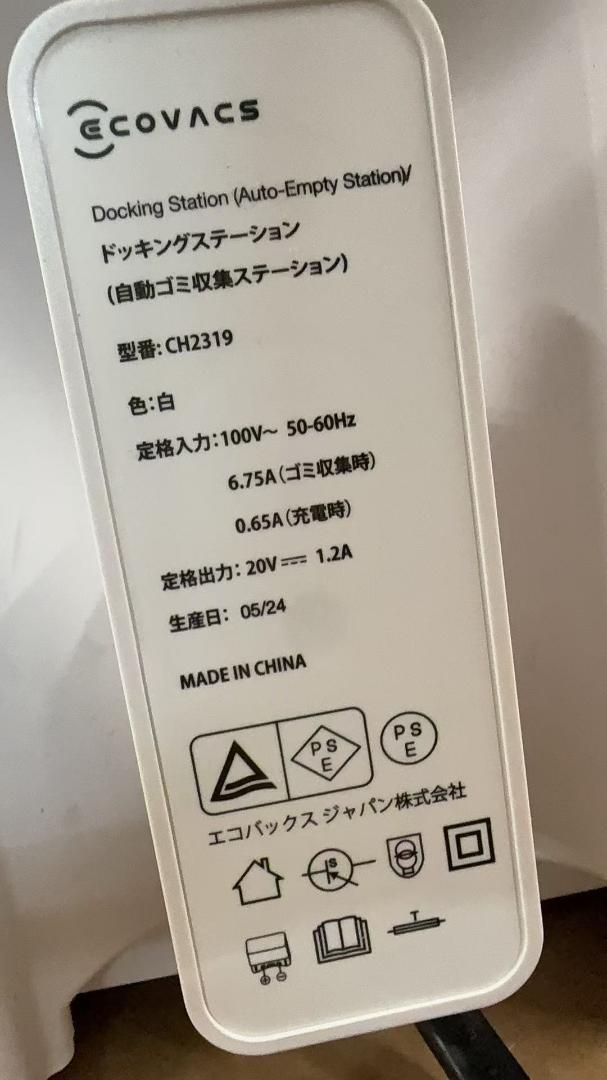 ECOVACS
Docking Station (Auto-Empty Station)/
ドッキングステーション
(自動ゴミ収集ステーション)
型番: CH2319
色：白
定格入力：100V～ 50-60Hz
6.75A（ゴミ収集時）
0.65A（充電時）
定格出力： 20V⎓ 1.2A
生産日： 05/24
MADE IN CHINA
PS
E
PS
E
エコバックス ジャパン株式会社
S
T